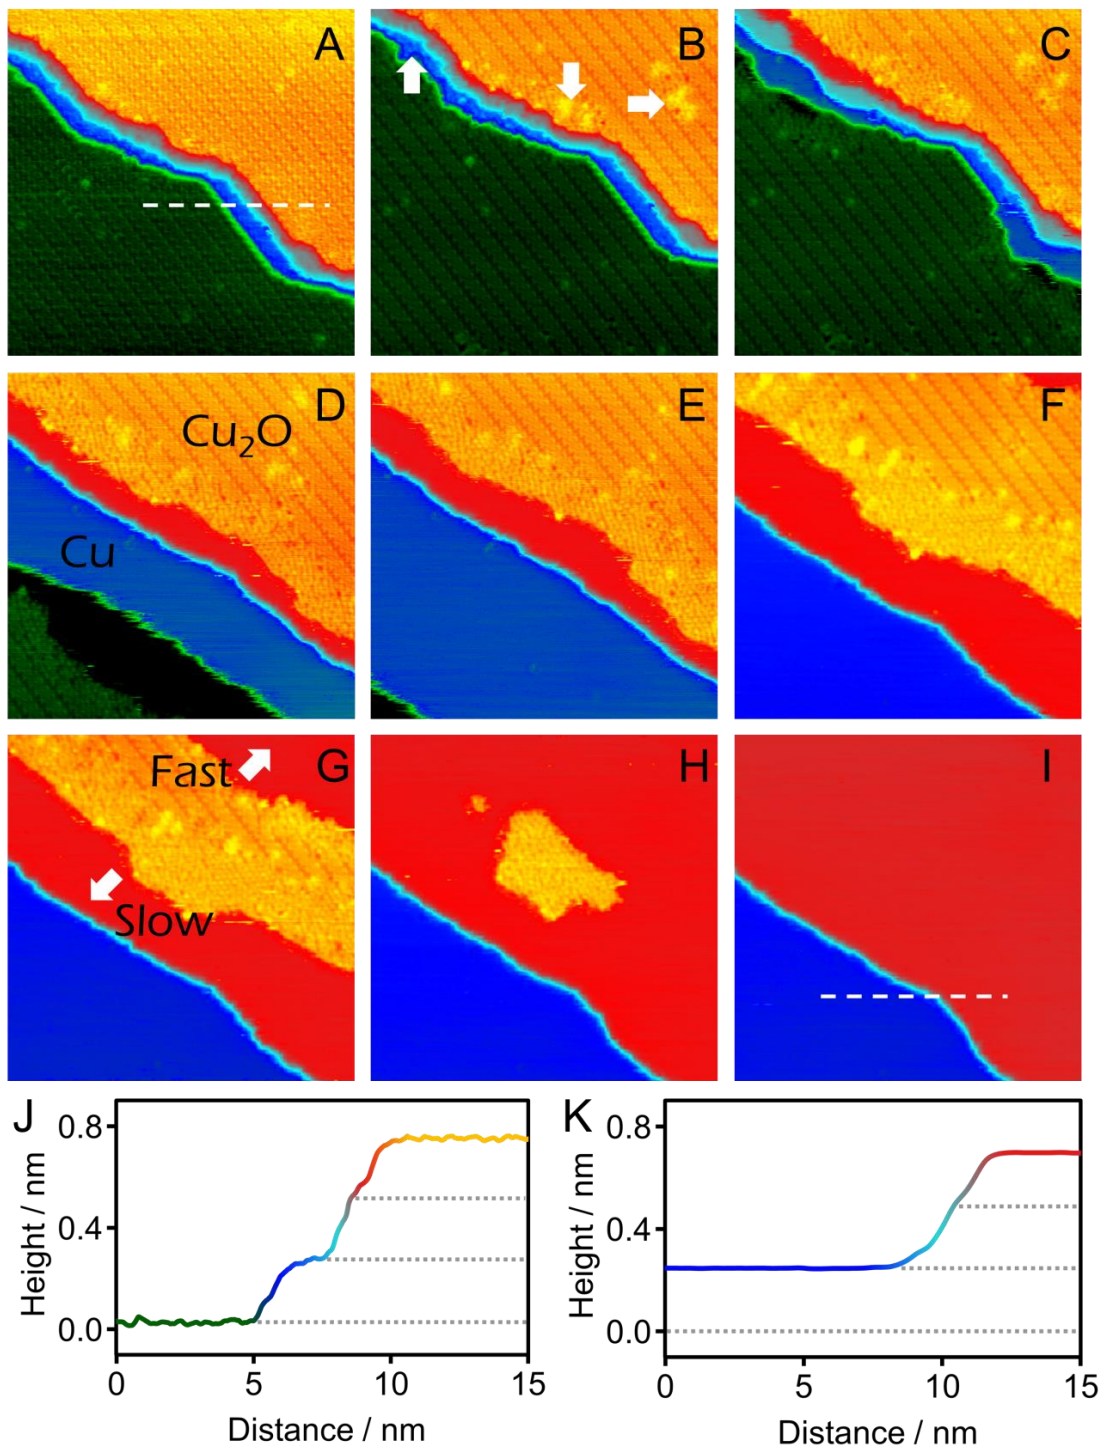 A
B
C
D
Cu₂O
Cu
E
F
Fast
G
Slow
H
I
J
0.8
0.4
0.0
Height / nm
0
5
10
15
Distance / nm
K
0.8
0.4
0.0
Height / nm
0
5
10
15
Distance / nm